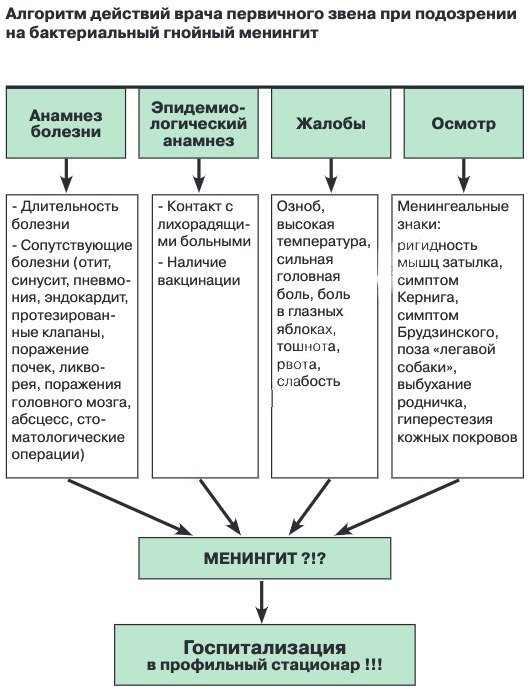 Алгоритм действий врача первичного звена при подозрении
на бактериальный гнойный менингит
Анамнез
болезни
- Длительность
болезни
- Сопутствующие
болезни (отит,
синусит, пневмо-
ния, эндокардит,
протезирован-
ные клапаны,
поражение
почек, ликво-
рея, поражения
головного мозга,
абсцесс, сто-
матологические
операции)
Эпидемио-
логический
анамнез
- Контакт с
лихорадящи-
ми больными
- Наличие
вакцинации
Жалобы
Озноб,
высокая
температура,
сильная
головная
боль, боль
в глазных
яблоках,
тошнота,
рвота,
слабость
Осмотр
Менингеальные
знаки:
ригидность
мышц затылка,
симптом
Кернига,
симптом
Брудзинского,
поза «легавой
собаки»,
выбухание
родничка,
гиперестезия
кожных покровов
МЕНИНГИТ ?!?
Госпитализация
в профильный стационар !!!